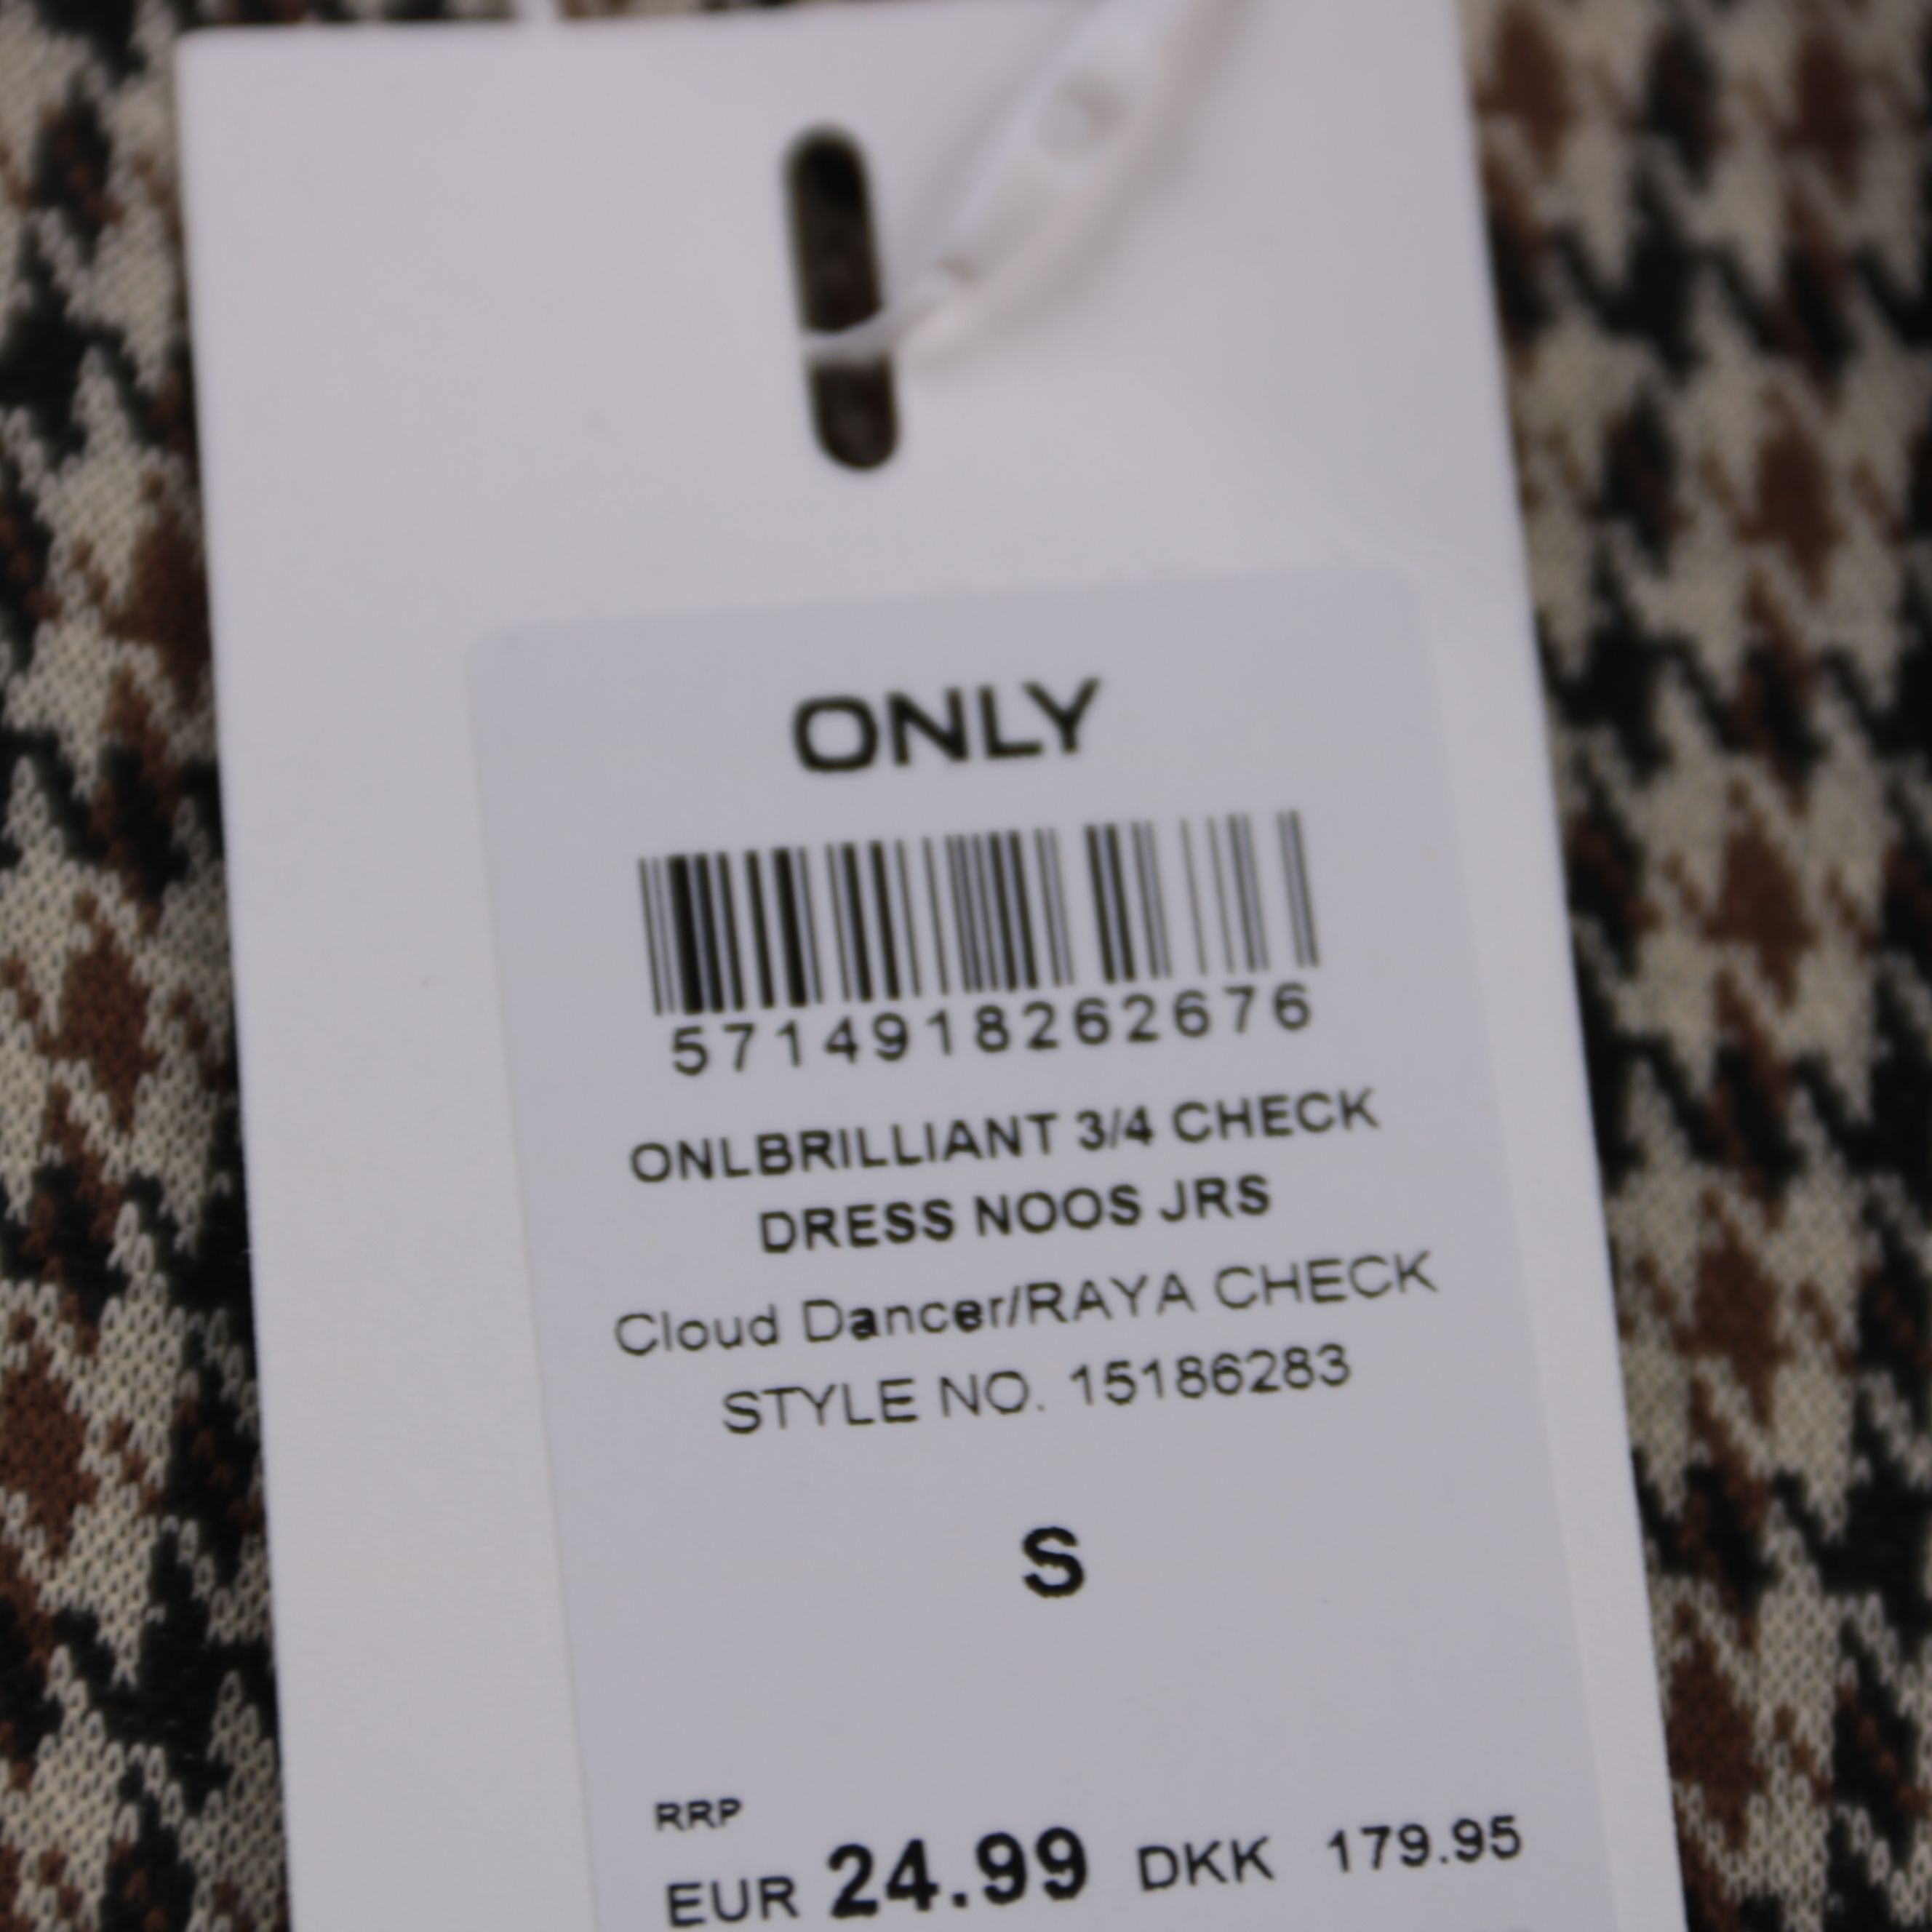 ONLY
5714918262676
ONLBRILLIANT 3/4 CHECK
DRESS NOOS JRS
Cloud Dancer/RAYA CHECK
STYLE NO. 15186283
S
RRP
EUR 24.99 DKK 179.95